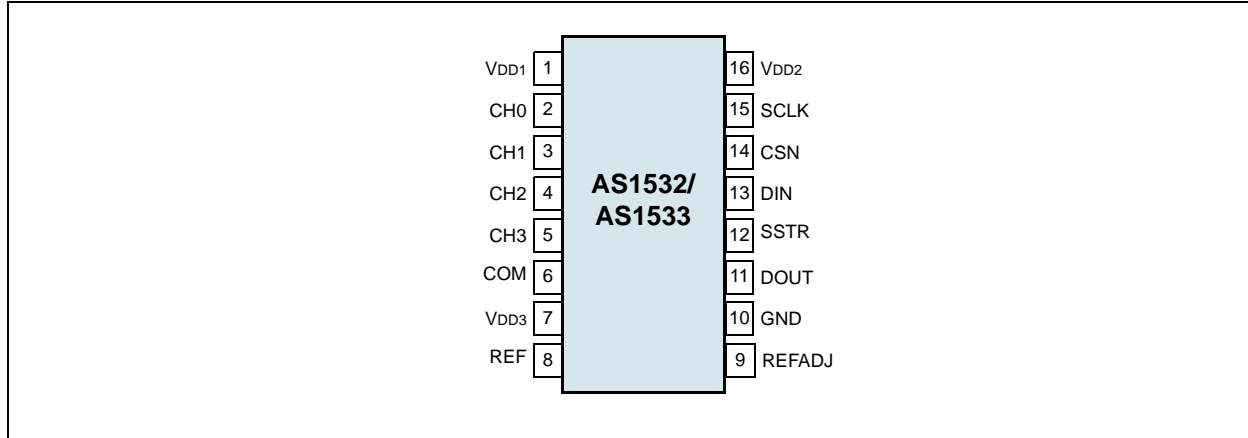 VDD1 1
CH0 2
CH1 3
CH2 4
CH3 5
COM 6
VDD3 7
REF 8
AS1532/
AS1533
16 VDD2
15 SCLK
14 CSN
13 DIN
12 SSTR
11 DOUT
10 GND
9 REFADJ